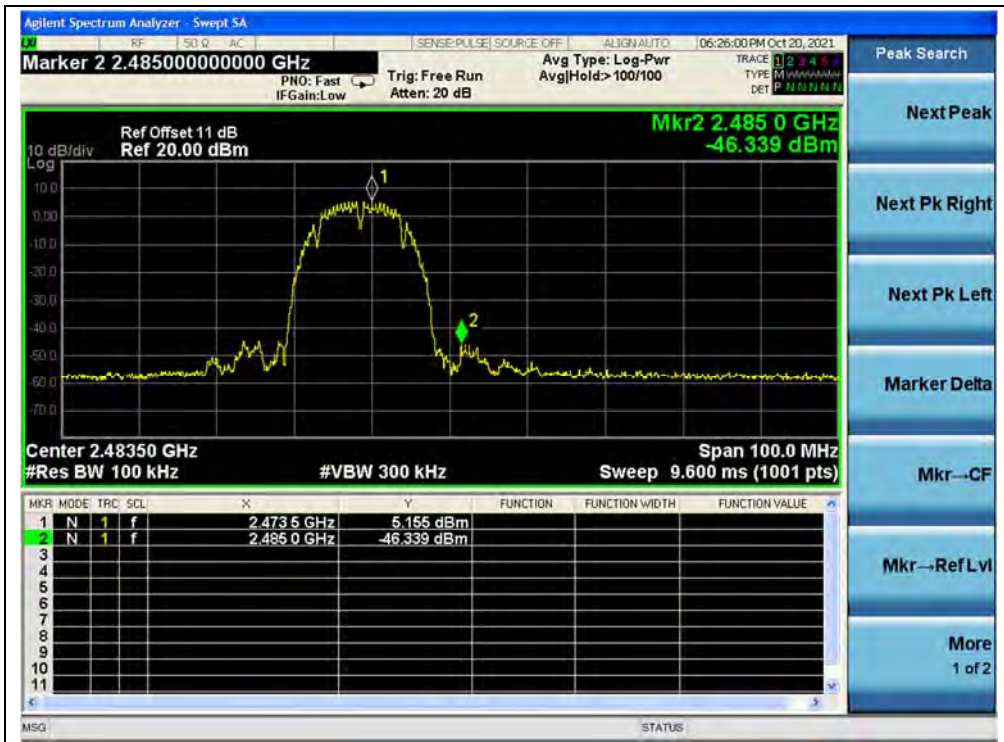 Agilent Spectrum Analyzer - Swept SA
LXI RF 50 Ω AC SENSE:PULSE SOURCE OFF ALIGNAUTO 06:26:00 PM Oct 20, 2021
Marker 2 2.485000000000 GHz
PNO: Fast
IFGain:Low
Trig: Free Run
Atten: 20 dB
Avg Type: Log-Pwr
Avg|Hold:> 100/100
TRACE 1 2 3 4 5 6
TYPE M
DET P N N N N N
Peak Search
Mkr2 2.485 0 GHz
-46.339 dBm
Ref Offset 11 dB
10 dB/div Ref 20.00 dBm
Log
10.0
0.00
-10.0
-20.0
-30.0
-40.0
-50.0
-60.0
-70.0
1
2
Center 2.48350 GHz Span 100.0 MHz
#Res BW 100 kHz #VBW 300 kHz Sweep 9.600 ms (1001 pts)
MKR MODE TRC SCL X Y FUNCTION FUNCTION WIDTH FUNCTION VALUE
1 N 1 f 2.473 5 GHz 5.155 dBm
2 N 1 f 2.485 0 GHz -46.339 dBm
3
4
5
6
7
8
9
10
11
MSG STATUS
Next Peak
Next Pk Right
Next Pk Left
Marker Delta
Mkr→CF
Mkr→Ref Lvl
More
1 of 2